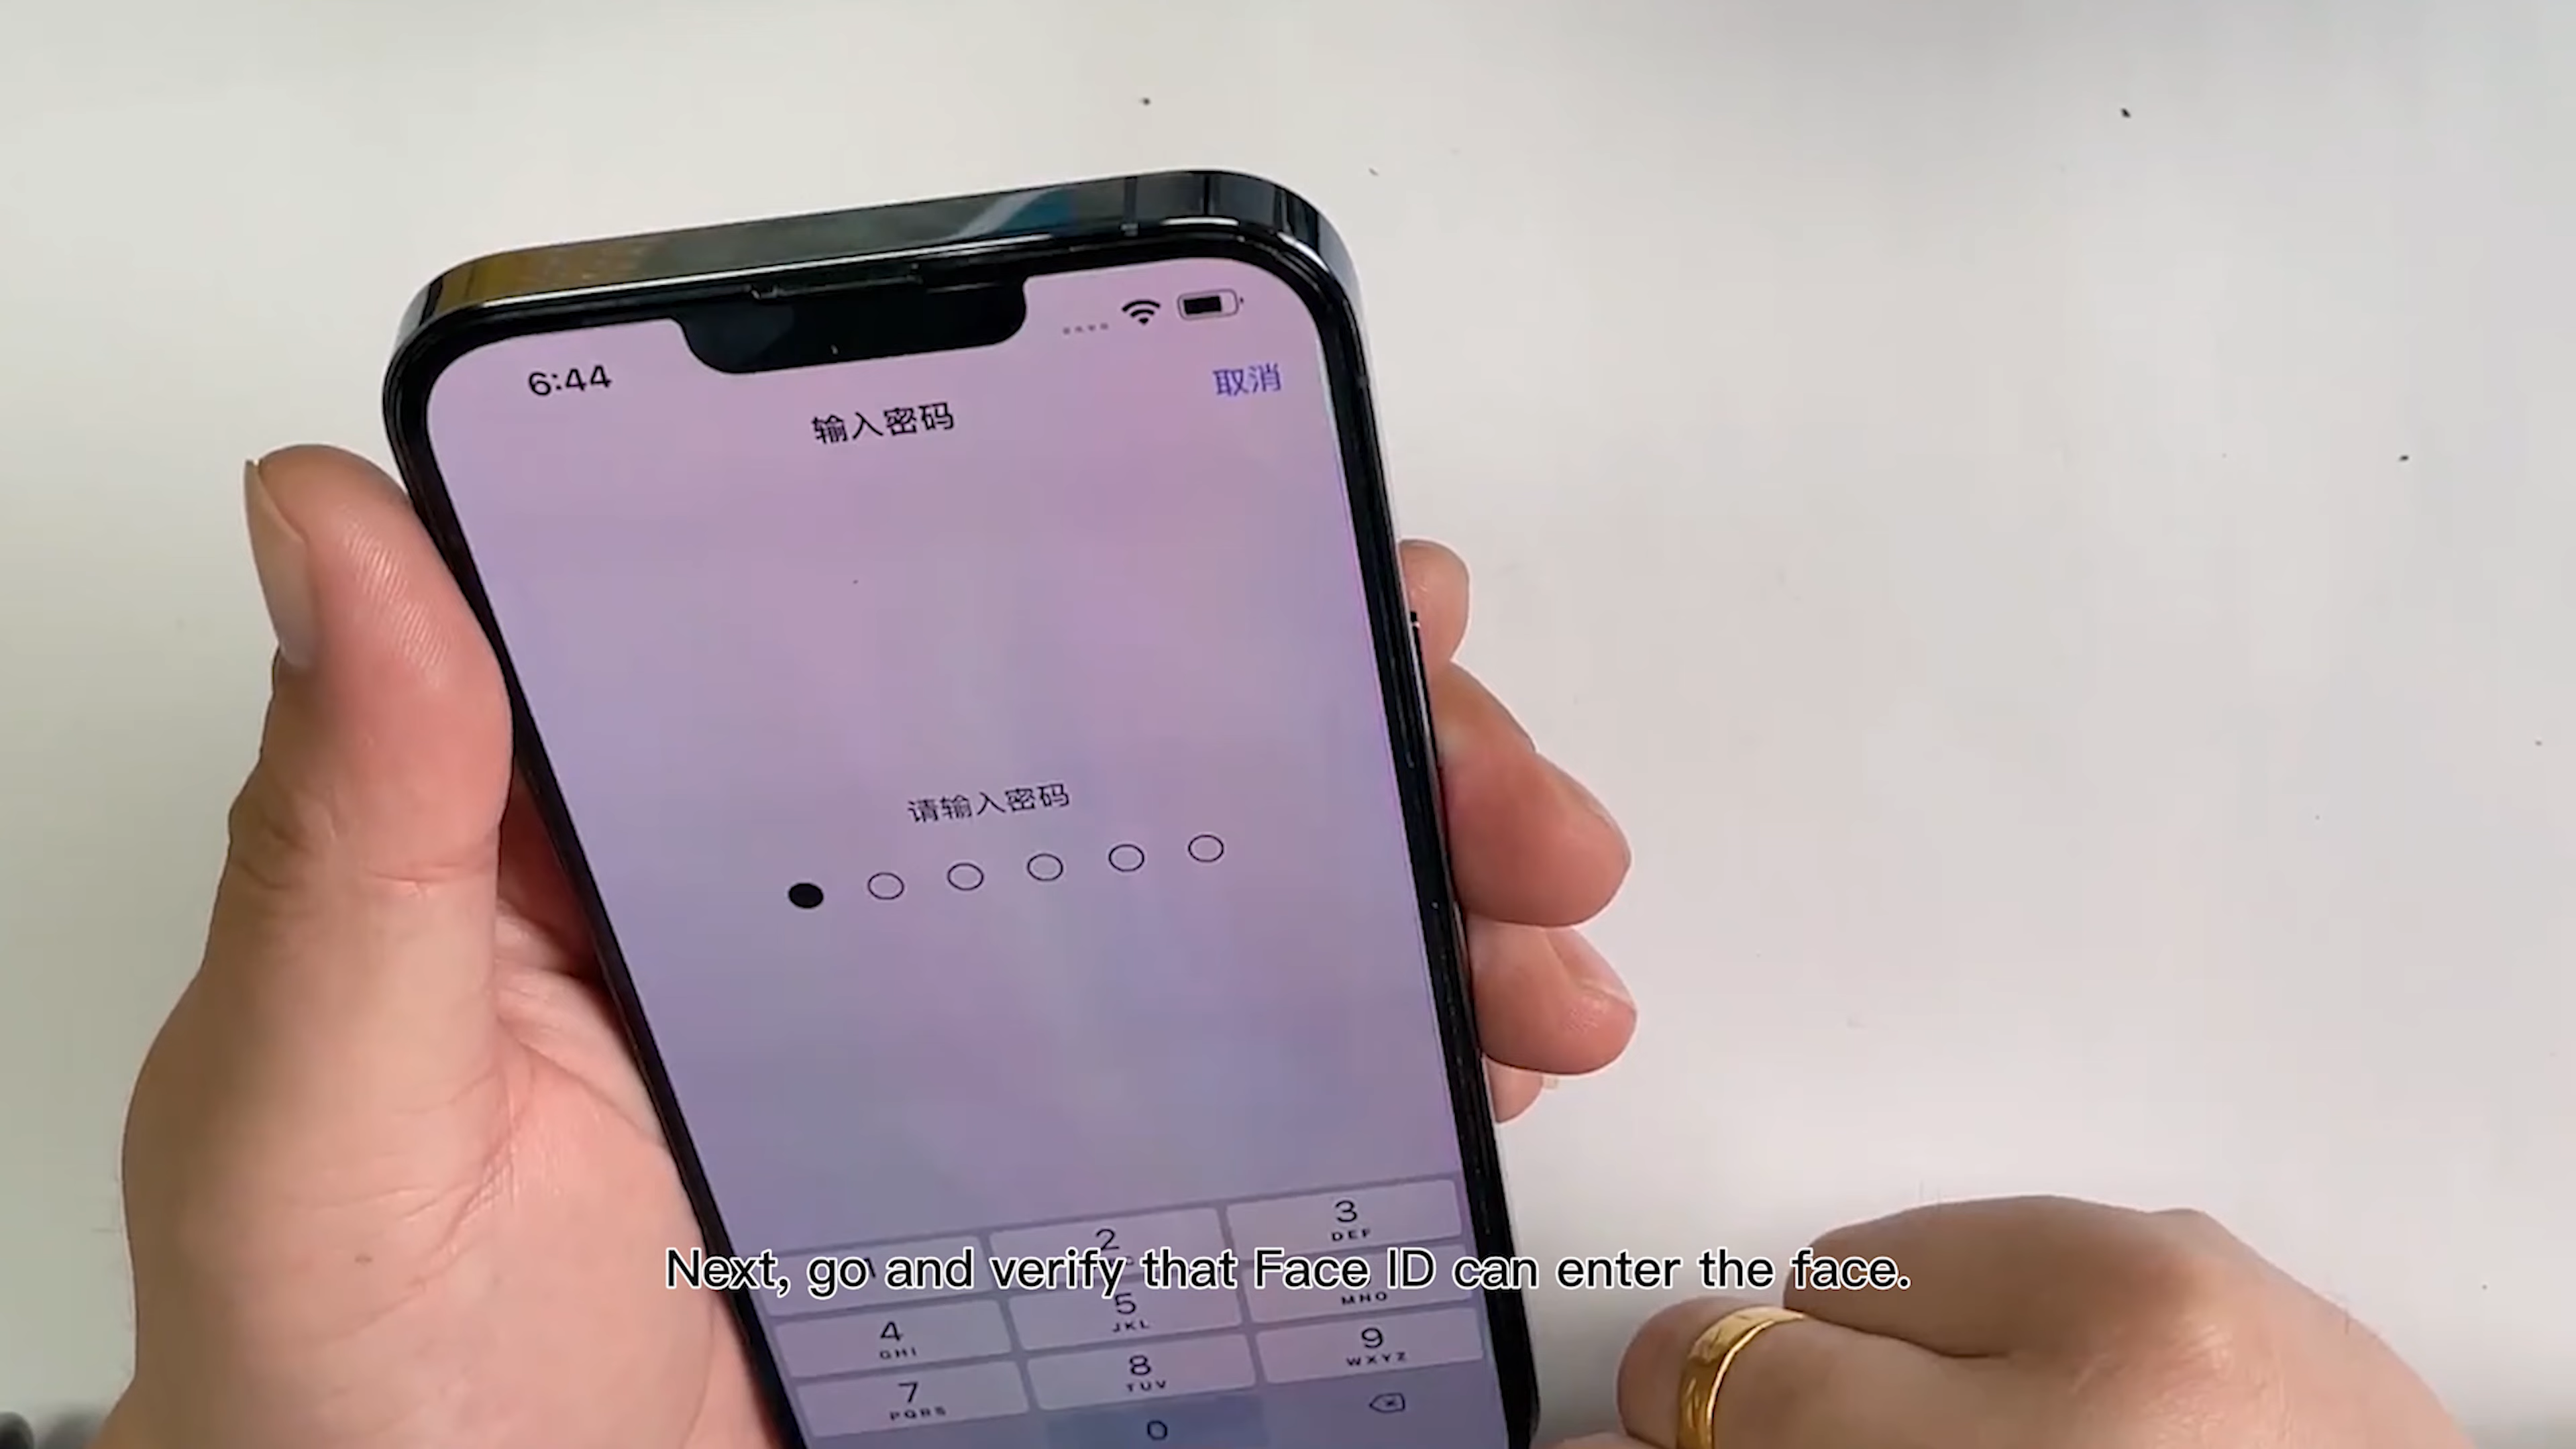 6:44
取消
输入密码
请输入密码
2
3
DEF
Next, go and verify that Face ID can enter the face.
4
GHI
5
JKL
MNO
7
PQRS
8
TUV
9
WXYZ
0